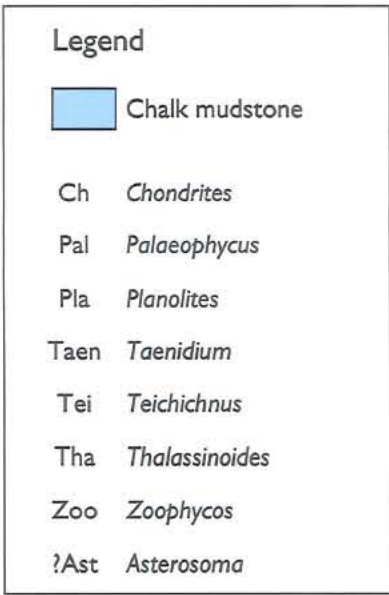 Legend
Chalk mudstone
Ch Chondrites
Pal Palaeophycus
Pla Planolites
Taen Taenidium
Tei Teichichnus
Tha Thalassinoides
Zoo Zoophycos
?Ast Asterosoma